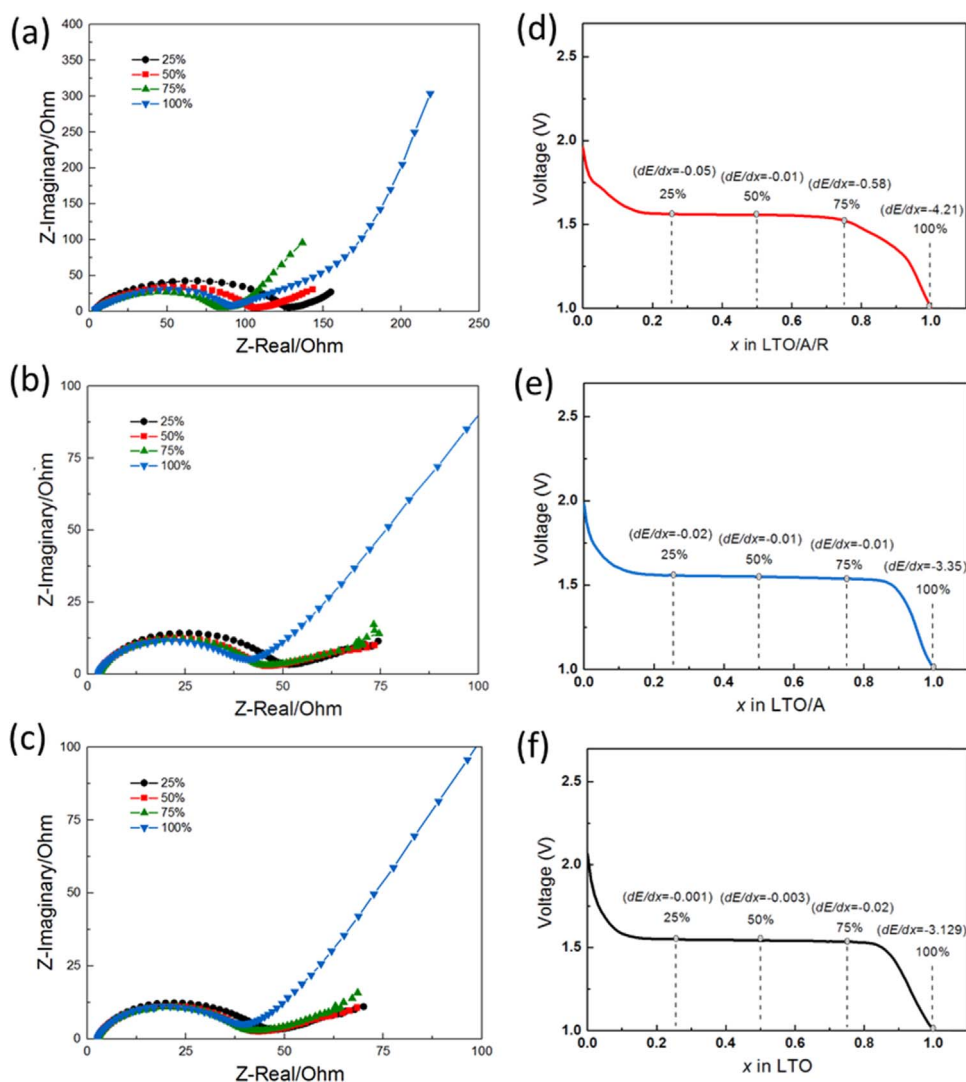 (a)
400
350
300
250
200
150
100
50
0
Z-Imaginary/Ohm
25%
50%
75%
100%
0 50 100 150 200 250
Z-Real/Ohm
(d)
2.5
2.0
1.5
1.0
Voltage (V)
(dE/dx=-0.05)
25%
(dE/dx=-0.01)
50%
(dE/dx=-0.58)
75%
(dE/dx=-4.21)
100%
0.0 0.2 0.4 0.6 0.8 1.0
x in LTO/A/R
(b)
100
75
50
25
0
Z-Imaginary/Ohm
25%
50%
75%
100%
0 25 50 75 100
Z-Real/Ohm
(e)
2.5
2.0
1.5
1.0
Voltage (V)
(dE/dx=-0.02)
25%
(dE/dx=-0.01)
50%
(dE/dx=-0.01)
75%
(dE/dx=-3.35)
100%
0.0 0.2 0.4 0.6 0.8 1.0
x in LTO/A
(c)
100
75
50
25
0
Z-Imaginary/Ohm
25%
50%
75%
100%
0 25 50 75 100
Z-Real/Ohm
(f)
2.5
2.0
1.5
1.0
Voltage (V)
(dE/dx=-0.001)
25%
(dE/dx=-0.003)
50%
(dE/dx=-0.02)
75%
(dE/dx=-3.129)
100%
0.0 0.2 0.4 0.6 0.8 1.0
x in LTO